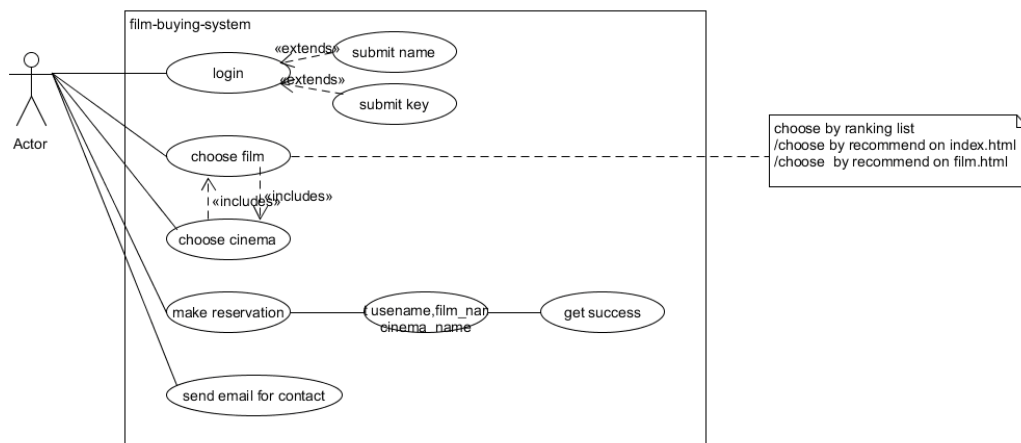 film-buying-system
«extends»
submit name
login
«extends»
submit key
Actor
choose film
«includes»
«includes»
choose cinema
choose by ranking list
/choose by recommend on index.html
/choose by recommend on film.html
make reservation
usename,film_nar
cinema_name
get success
send email for contact